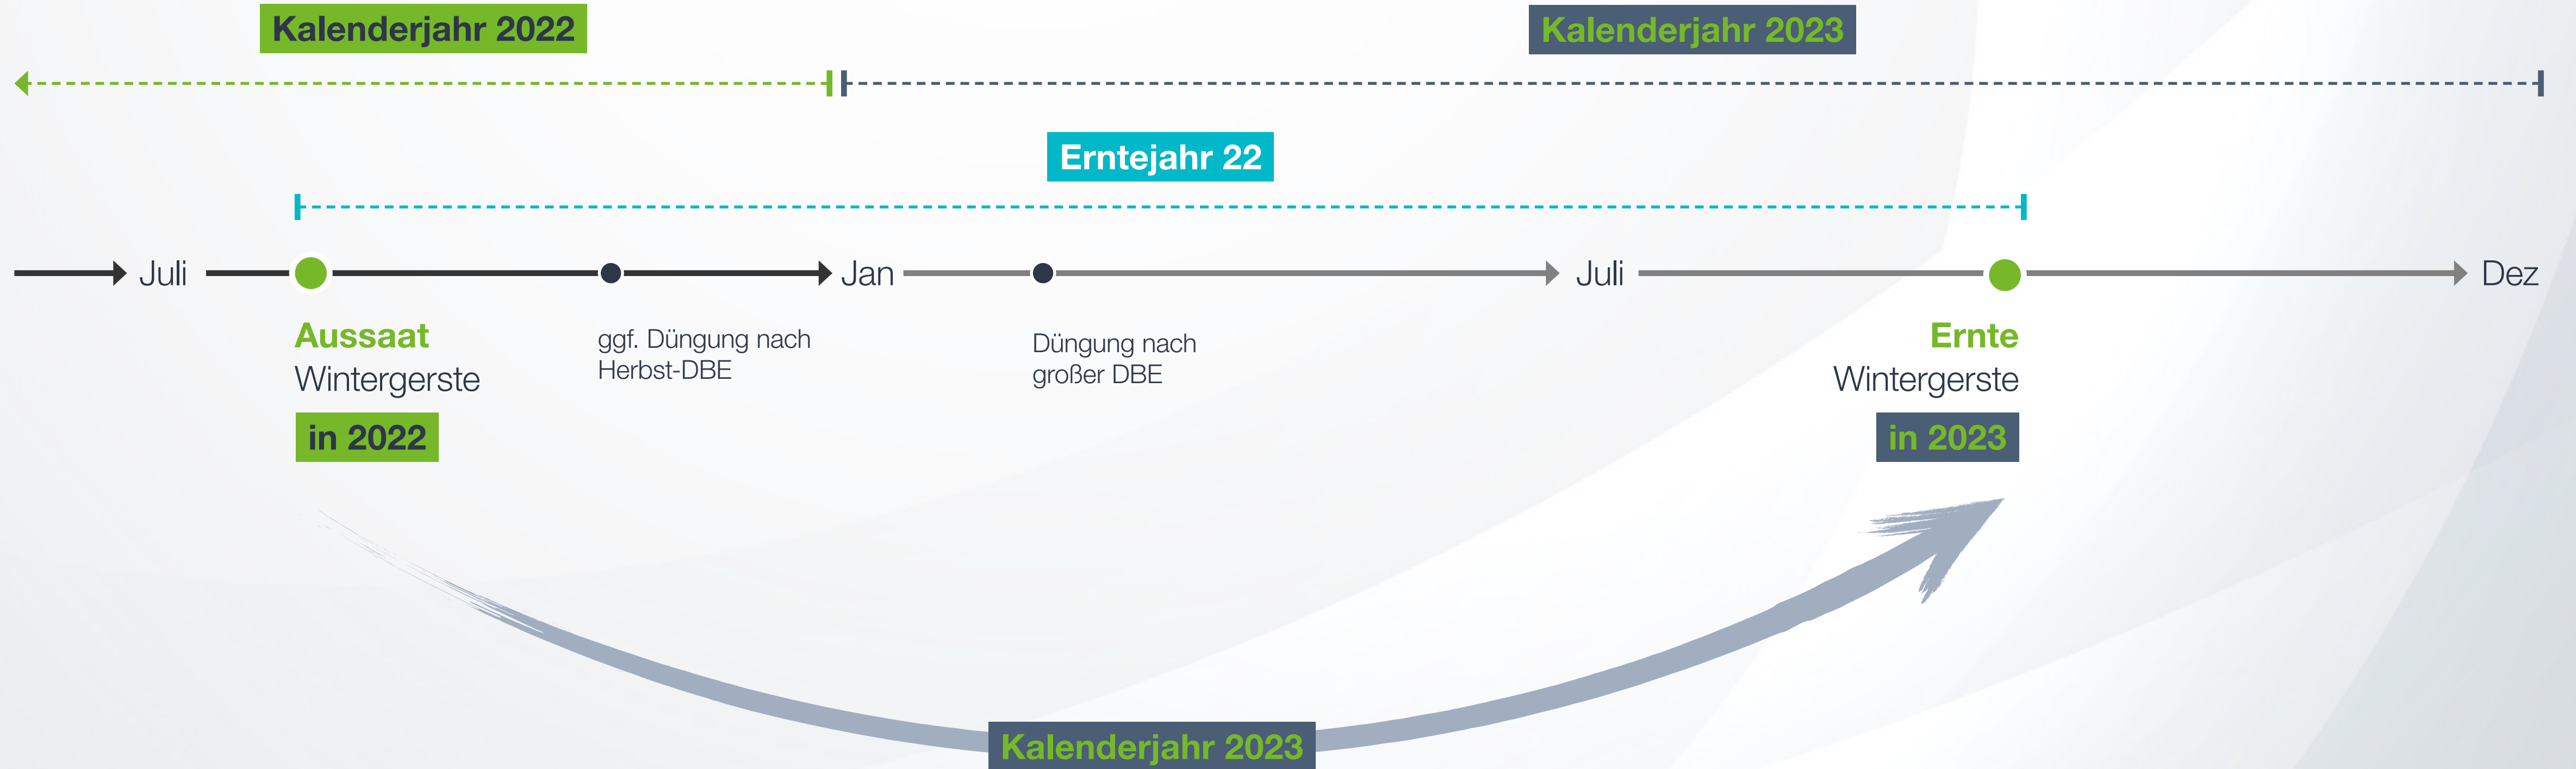 Kalenderjahr 2022
Kalenderjahr 2023
Erntejahr 22
Juli
Jan
Juli
Dez
Aussaat
Wintergerste
in 2022
ggf. Düngung nach
Herbst-DBE
Düngung nach
großer DBE
Ernte
Wintergerste
in 2023
Kalenderjahr 2023